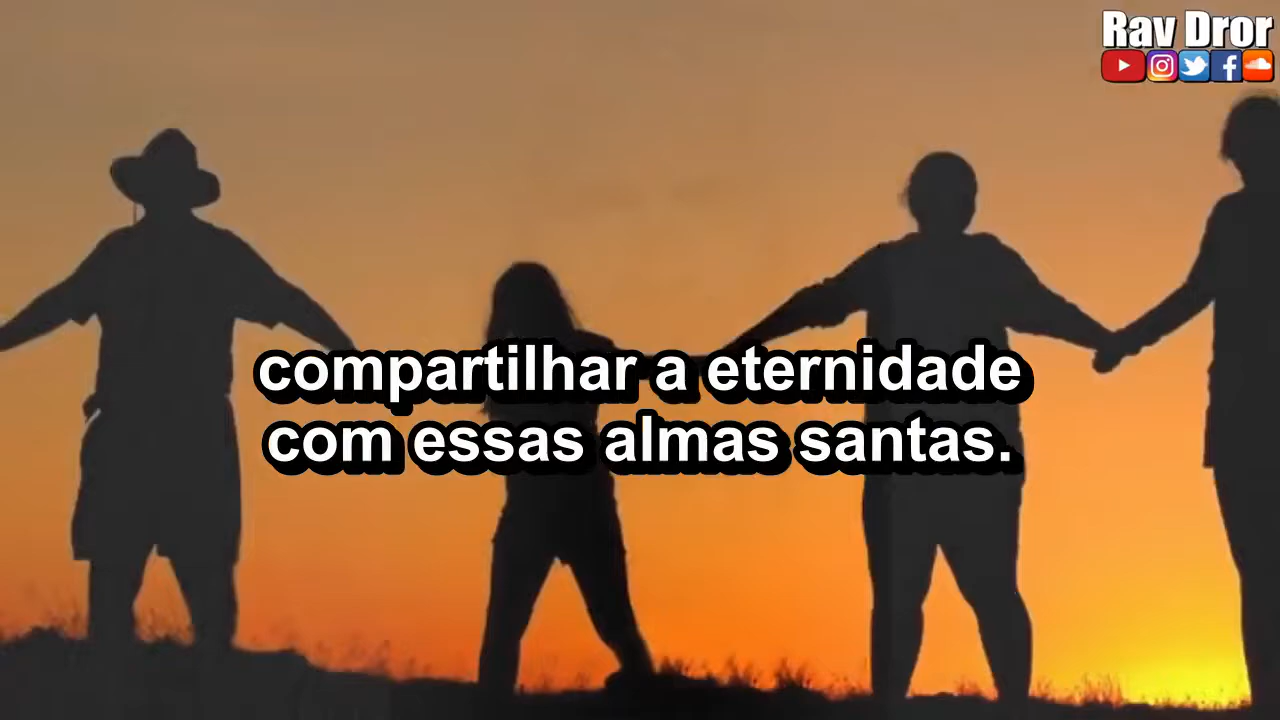 Rav Dror
compartilhar a eternidade
com essas almas santas.